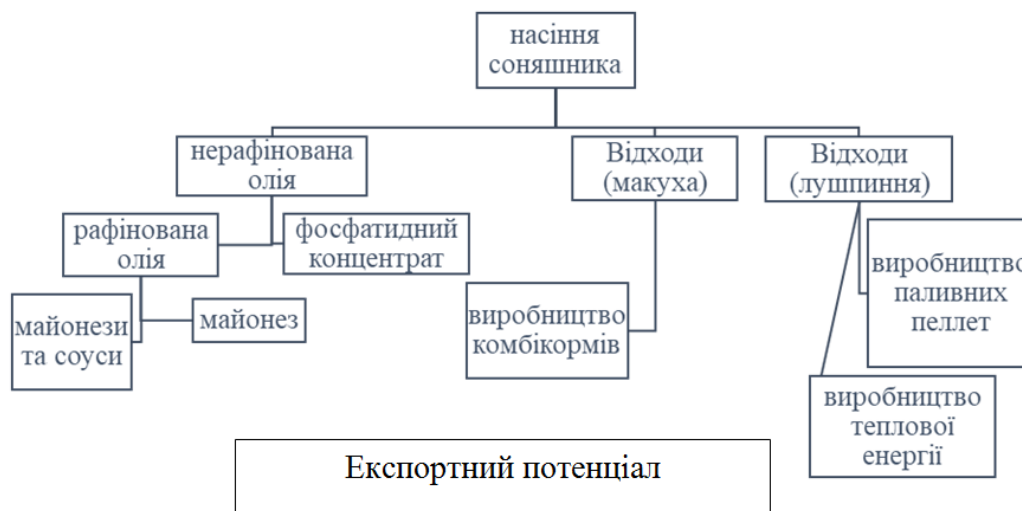 насіння
соняшника
нерафінована
олія
Відходи
(макуха)
Відходи
(лушпиння)
рафінована
олія
фосфатидний
концентрат
виробництво
паливних
пеллет
майонези
та соуси
майонез
виробництво
комбікормів
виробництво
теплової
енергії
Експортний потенціал